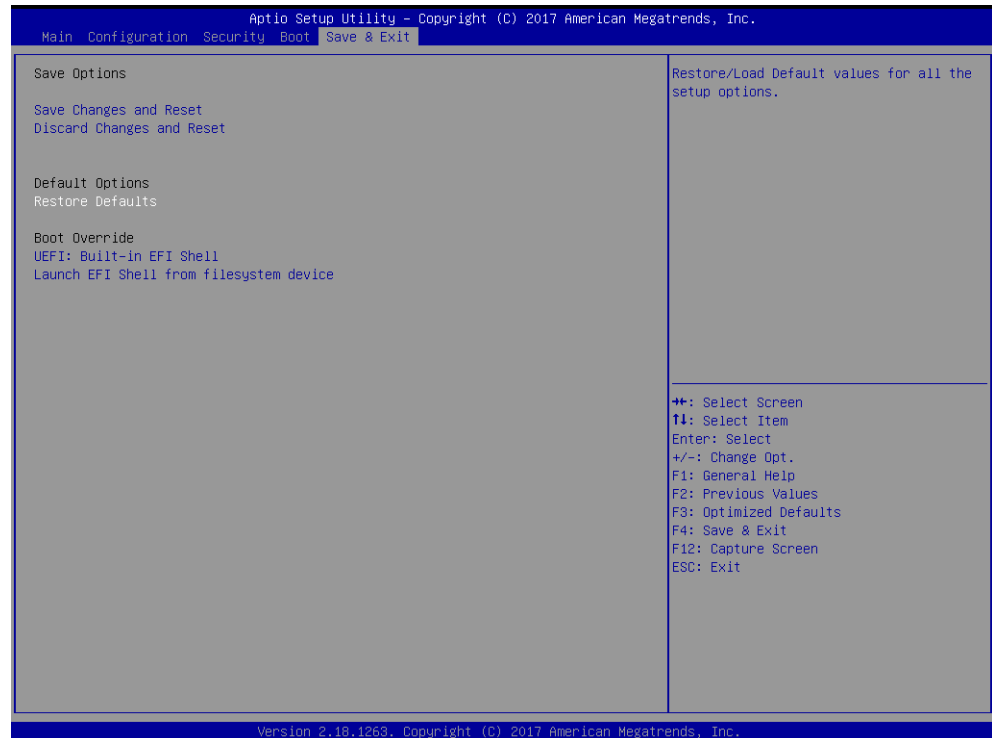 Aptio Setup Utility – Copyright (C) 2017 American Megatrends, Inc.
Main Configuration Security Boot Save & Exit
Save Options
Save Changes and Reset
Discard Changes and Reset
Default Options
Restore Defaults
Boot Override
UEFI: Built-in EFI Shell
Launch EFI Shell from filesystem device
Restore/Load Default values for all the
setup options.
→←: Select Screen
↑↓: Select Item
Enter: Select
+/-: Change Opt.
F1: General Help
F2: Previous Values
F3: Optimized Defaults
F4: Save & Exit
F12: Capture Screen
ESC: Exit
Version 2.18.1263. Copyright (C) 2017 American Megatrends, Inc.